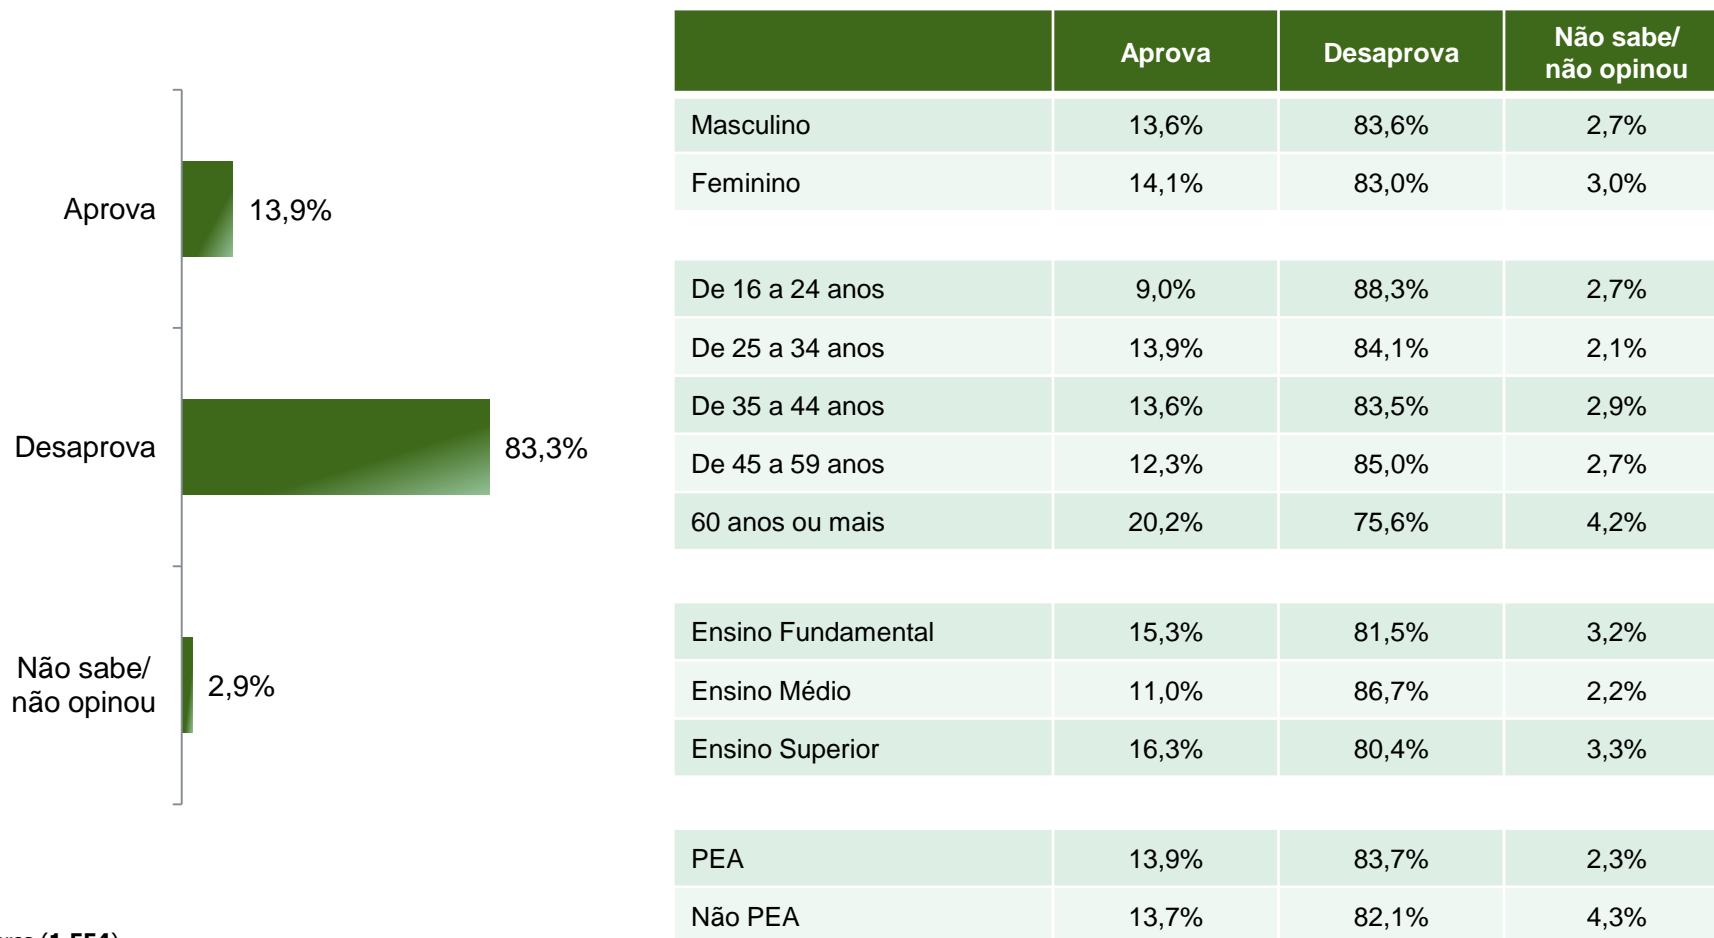 Aprova 13,9%
Desaprova 83,3%
Não sabe/
não opinou 2,9%
Aprova Desaprova Não sabe/
não opinou
Masculino 13,6% 83,6% 2,7%
Feminino 14,1% 83,0% 3,0%
De 16 a 24 anos 9,0% 88,3% 2,7%
De 25 a 34 anos 13,9% 84,1% 2,1%
De 35 a 44 anos 13,6% 83,5% 2,9%
De 45 a 59 anos 12,3% 85,0% 2,7%
60 anos ou mais 20,2% 75,6% 4,2%
Ensino Fundamental 15,3% 81,5% 3,2%
Ensino Médio 11,0% 86,7% 2,2%
Ensino Superior 16,3% 80,4% 3,3%
PEA 13,9% 83,7% 2,3%
Não PEA 13,7% 82,1% 4,3%